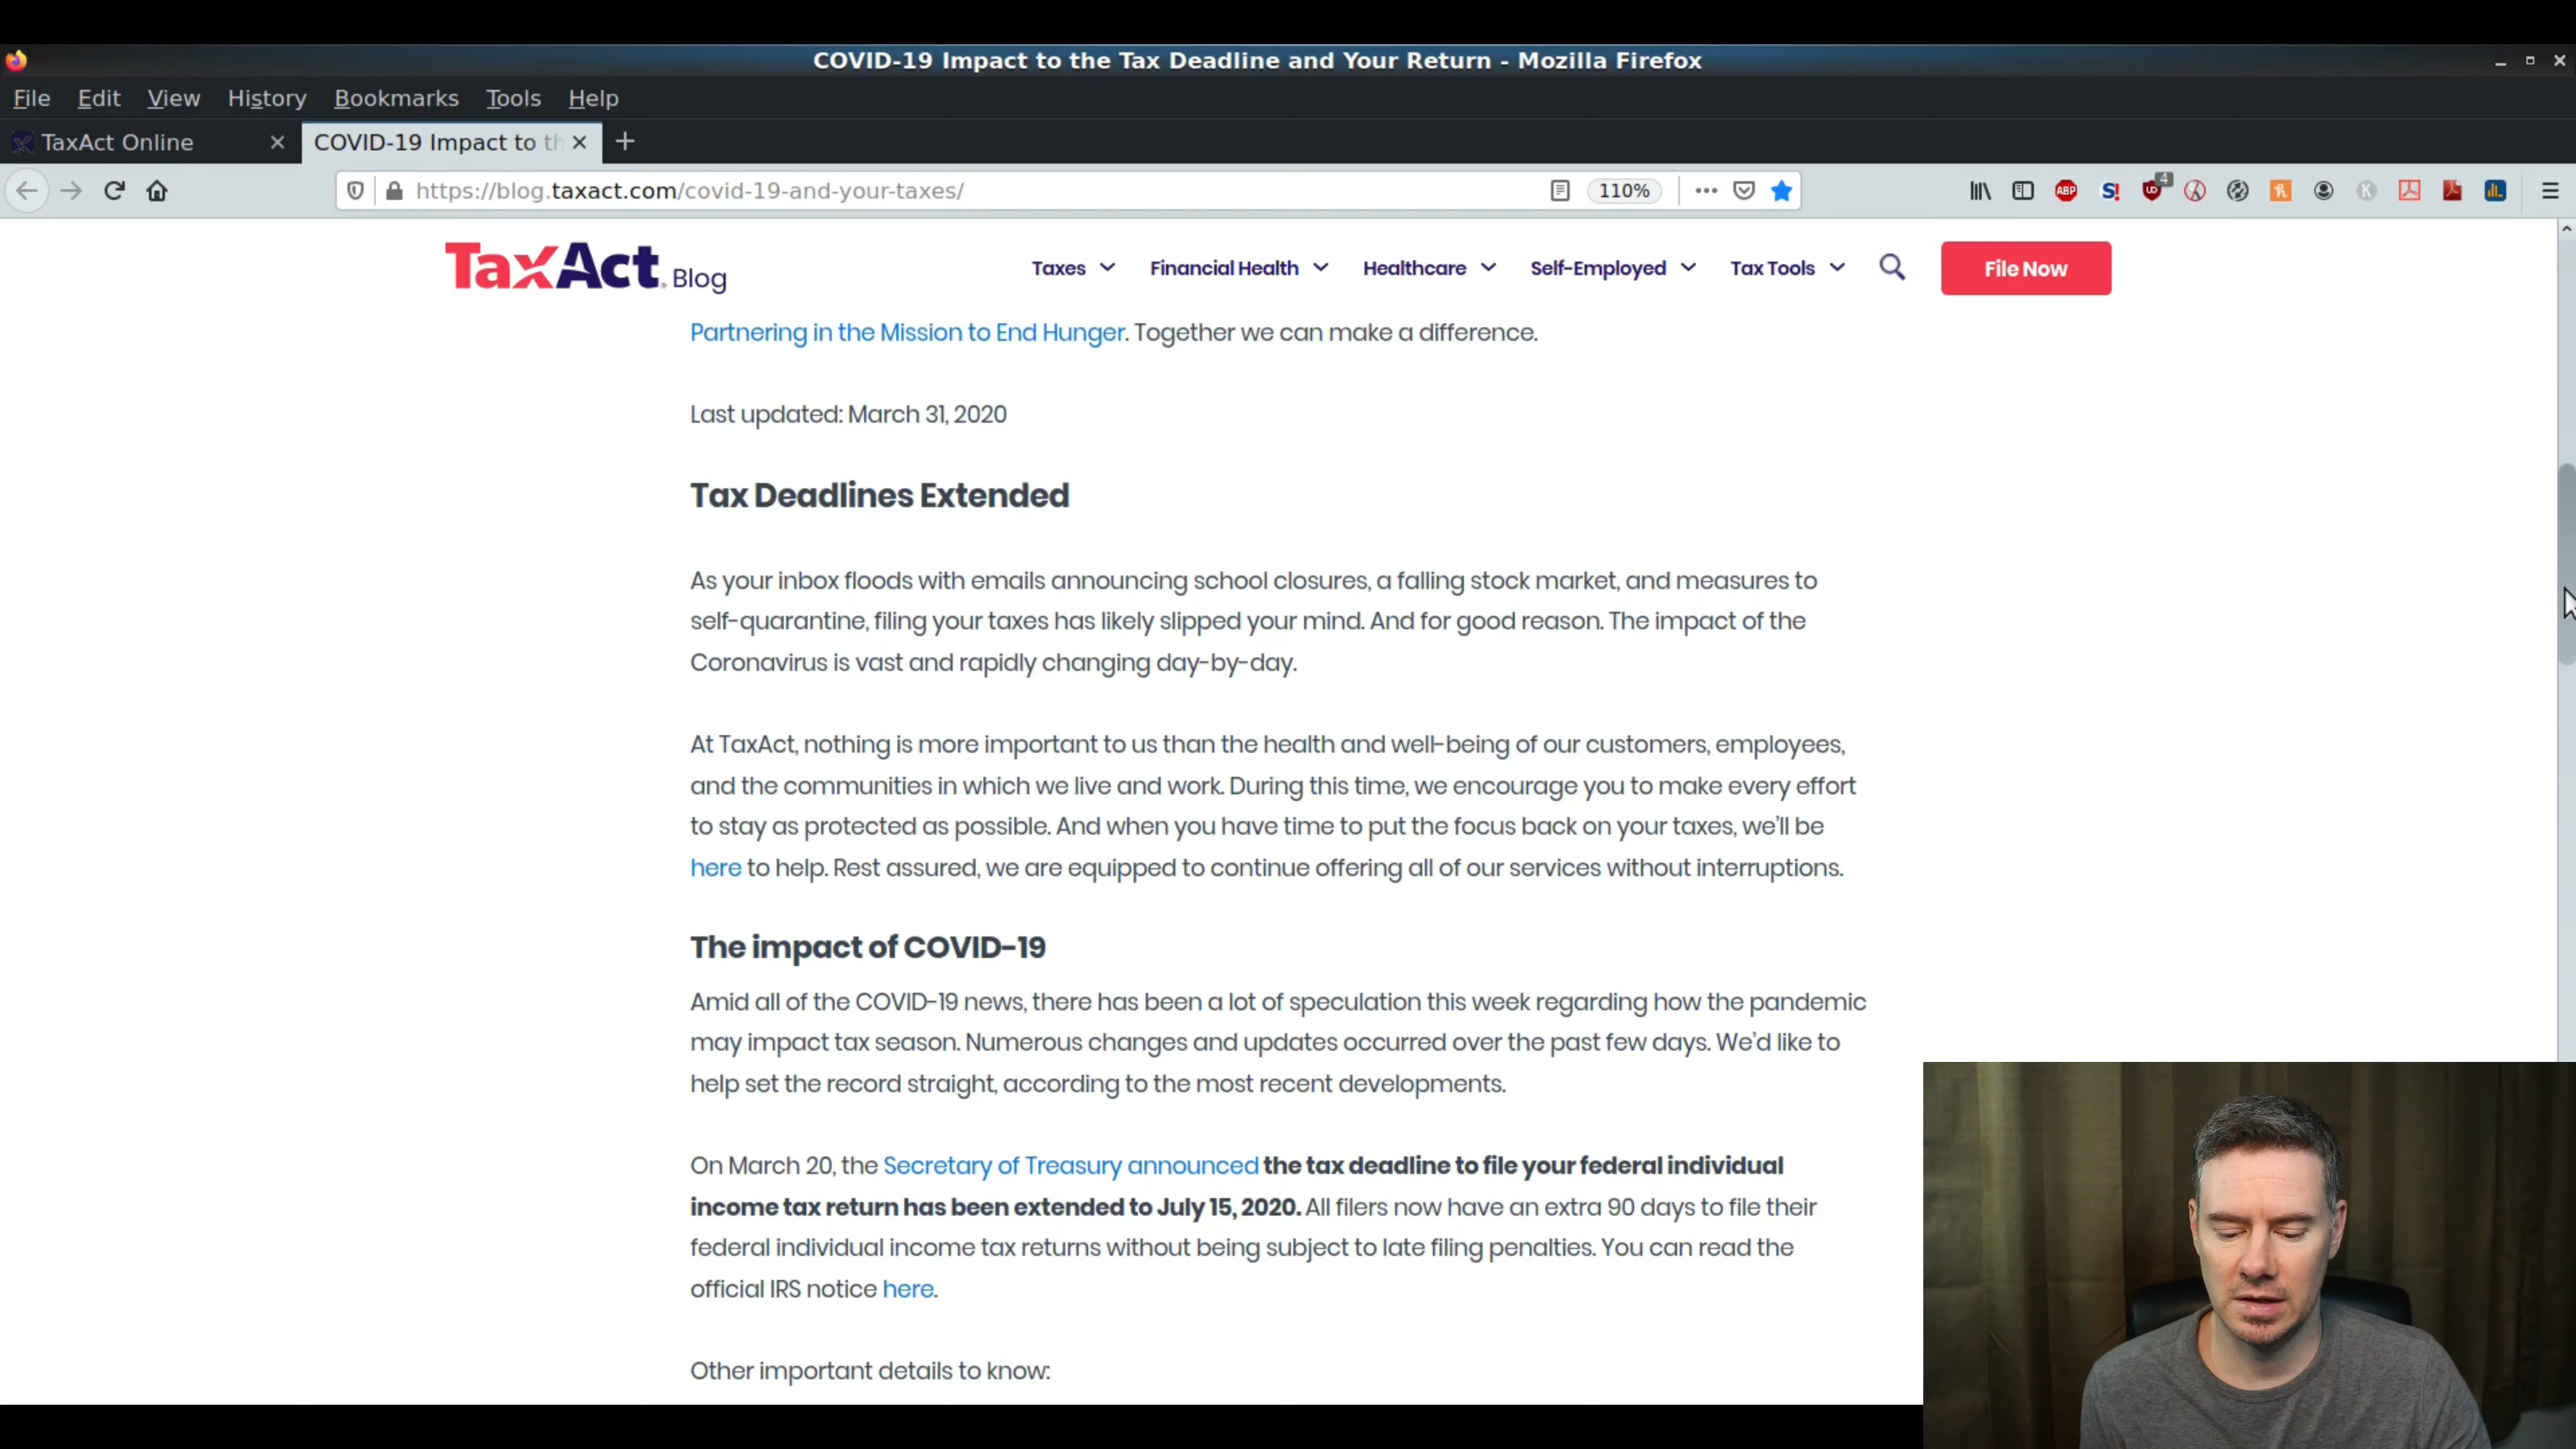 COVID-19 Impact to the Tax Deadline and Your Return - Mozilla Firefox
File Edit View History Bookmarks Tools Help
TaxAct Online
COVID-19 Impact to th
https://blog.taxact.com/covid-19-and-your-taxes/
110%
ABP
4
TaxAct Blog
Taxes
Financial Health
Healthcare
Self-Employed
Tax Tools
File Now
Partnering in the Mission to End Hunger. Together we can make a difference.
Last updated: March 31, 2020
Tax Deadlines Extended
As your inbox floods with emails announcing school closures, a falling stock market, and measures to
self-quarantine, filing your taxes has likely slipped your mind. And for good reason. The impact of the
Coronavirus is vast and rapidly changing day-by-day.
At TaxAct, nothing is more important to us than the health and well-being of our customers, employees,
and the communities in which we live and work. During this time, we encourage you to make every effort
to stay as protected as possible. And when you have time to put the focus back on your taxes, we'll be
here to help. Rest assured, we are equipped to continue offering all of our services without interruptions.
The impact of COVID-19
Amid all of the COVID-19 news, there has been a lot of speculation this week regarding how the pandemic
may impact tax season. Numerous changes and updates occurred over the past few days. We'd like to
help set the record straight, according to the most recent developments.
On March 20, the Secretary of Treasury announced the tax deadline to file your federal individual
income tax return has been extended to July 15, 2020. All filers now have an extra 90 days to file their
federal individual income tax returns without being subject to late filing penalties. You can read the
official IRS notice here.
Other important details to know: